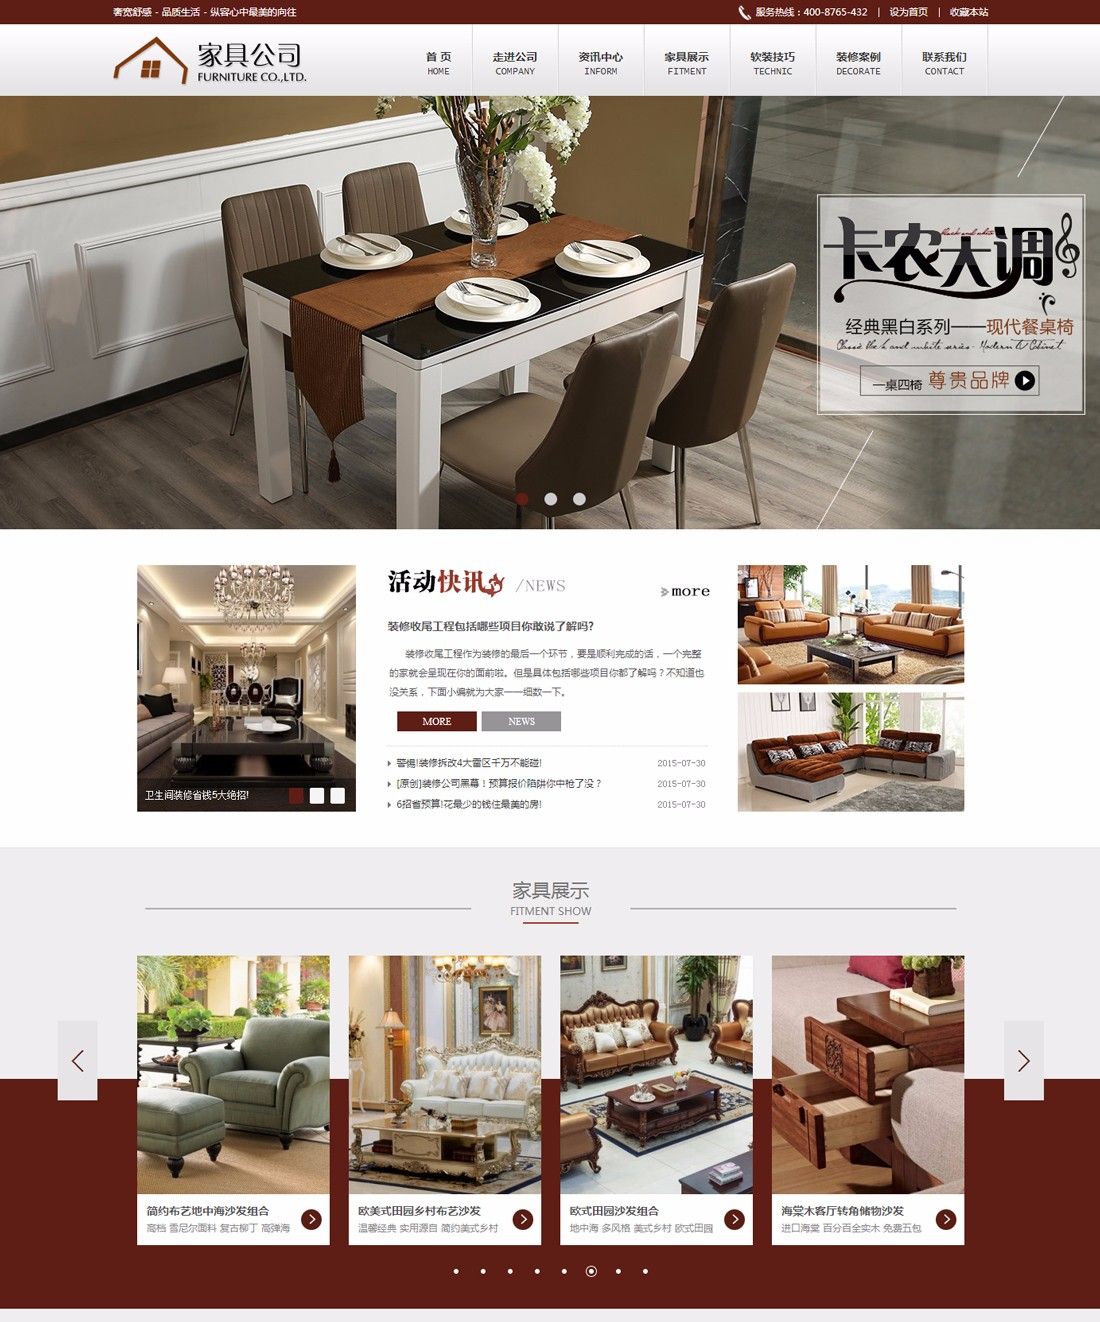 奢宽舒感 - 品质生活 - 纵容心中最美的向往
服务热线：400-8765-432 | 设为首页 | 收藏本站
家具公司
FURNITURE CO.,LTD.
首 页
HOME
走进公司
COMPANY
资讯中心
INFORM
家具展示
FITMENT
软装技巧
TECHNIC
装修案例
DECORATE
联系我们
CONTACT
black and white
卡农大调
经典黑白系列——现代餐桌椅
一桌四椅 尊贵品牌
活动快讯 /NEWS
more
装修收尾工程包括哪些项目你敢说了解吗?
装修收尾工程作为装修的最后一个环节，要是顺利完成的话，一个完整
的家就会呈现在你的面前啦。但是具体包括哪些项目你都了解吗？不知道也
没关系，下面小编就为大家一一细数一下。
MORE
NEWS
警惕!装修拆改4大雷区千万不能碰! 2015-07-30
[原创]装修公司黑幕！预算报价陷阱你中枪了没？ 2015-07-30
6招省预算!花最少的钱住最美的房! 2015-07-30
卫生间装修省钱5大绝招!
家具展示
FITMENT SHOW
简约布艺地中海沙发组合
高档 雪尼尔面料 复古柳丁 高弹海
欧美式田园乡村布艺沙发
温馨经典 实用源自 简约美式乡村
欧式田园沙发组合
地中海 多风格 美式乡村 欧式田园
海棠木客厅转角储物沙发
进口海棠 百分百全实木 免费五包